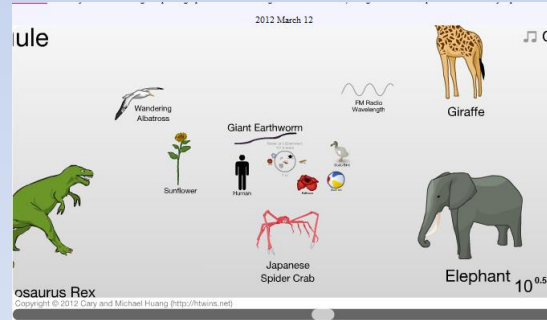 2012 March 12
ule
Wandering
Albatross
FM Radio
Wavelength
Giraffe
Giant Earthworm
Sunflower
Human
Japanese
Spider Crab
Elephant 10^0.5
osaurus Rex
Copyright © 2012 Cary and Michael Huang (http://htwins.net)